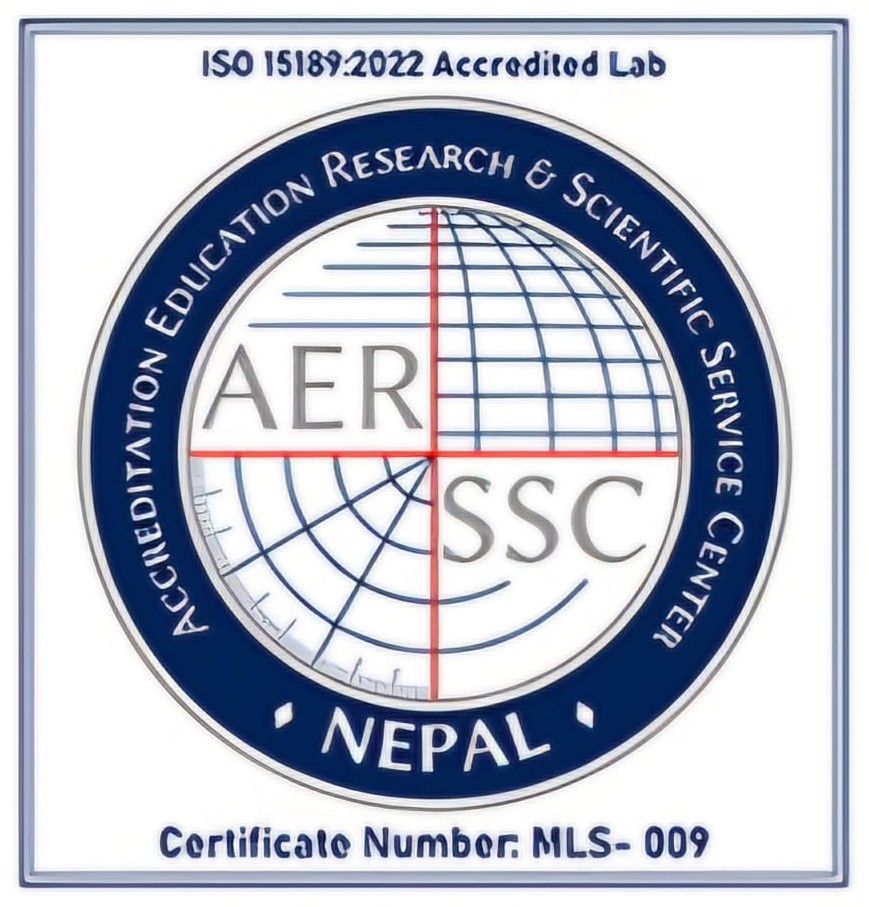 ISO 15189:2022 Accredited Lab
ACCREDITATION EDUCATION RESEARCH & SCIENTIFIC SERVICE CENTER
AER
SSC
NEPAL
Certificate Number: MLS- 009